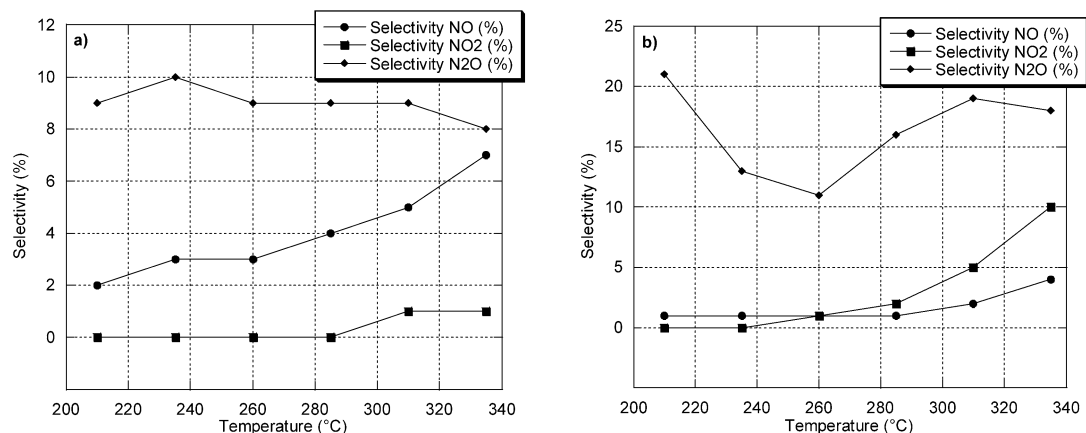 a)
Selectivity NO (%)
Selectivity NO2 (%)
Selectivity N2O (%)
12
10
8
6
4
2
0
Selectivity (%)
200 220 240 260 280 300 320 340
Temperature (°C)
b)
Selectivity NO (%)
Selectivity NO2 (%)
Selectivity N2O (%)
25
20
15
10
5
0
Selectivity (%)
200 220 240 260 280 300 320 340
Temperature (°C)